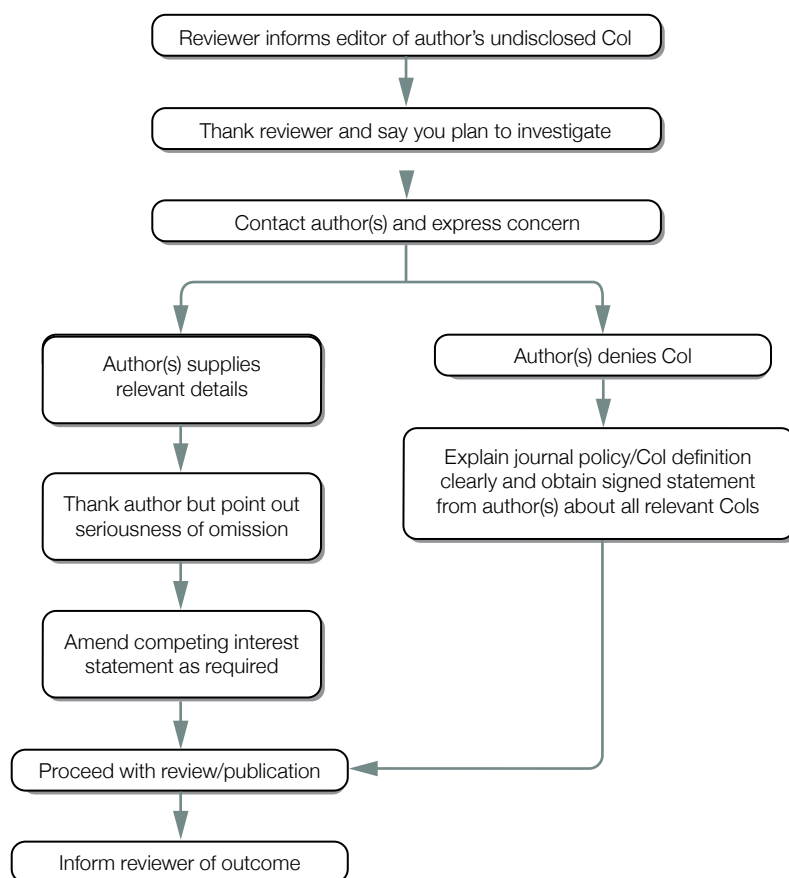 Reviewer informs editor of author’s undisclosed CoI
Thank reviewer and say you plan to investigate
Contact author(s) and express concern
Author(s) supplies
relevant details
Author(s) denies CoI
Thank author but point out
seriousness of omission
Explain journal policy/CoI definition
clearly and obtain signed statement
from author(s) about all relevant CoIs
Amend competing interest
statement as required
Proceed with review/publication
Inform reviewer of outcome